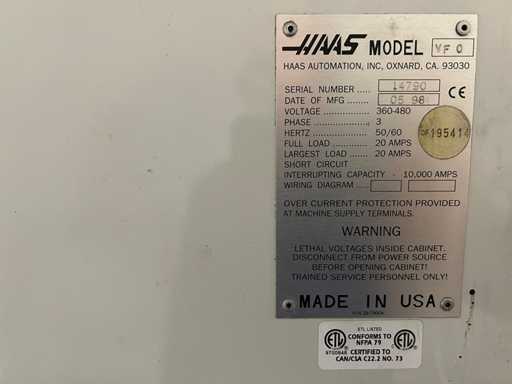 HAAS MODEL VF 0
HAAS AUTOMATION, INC, OXNARD, CA. 93030
SERIAL NUMBER ..... 14790
DATE OF MFG ........ 05 98 CE
VOLTAGE .................. 360-480
PHASE ..................... 3
HERTZ .................... 50/60
FULL LOAD ............. 20 AMPS
LARGEST LOAD ....... 20 AMPS
195414
SHORT CIRCUIT
INTERRUPTING CAPACITY - 10,000 AMPS
WIRING DIAGRAM .....
OVER CURRENT PROTECTION PROVIDED
AT MACHINE SUPPLY TERMINALS.
WARNING
LETHAL VOLTAGES INSIDE CABINET.
DISCONNECT FROM POWER SOURCE
BEFORE OPENING CABINET!
TRAINED SERVICE PERSONNEL ONLY!
MADE IN USA
ETL LISTED
CONFORMS TO
NFPA 79
CERTIFIED TO
CAN/CSA C22.2 NO. 73
ETL
ETL